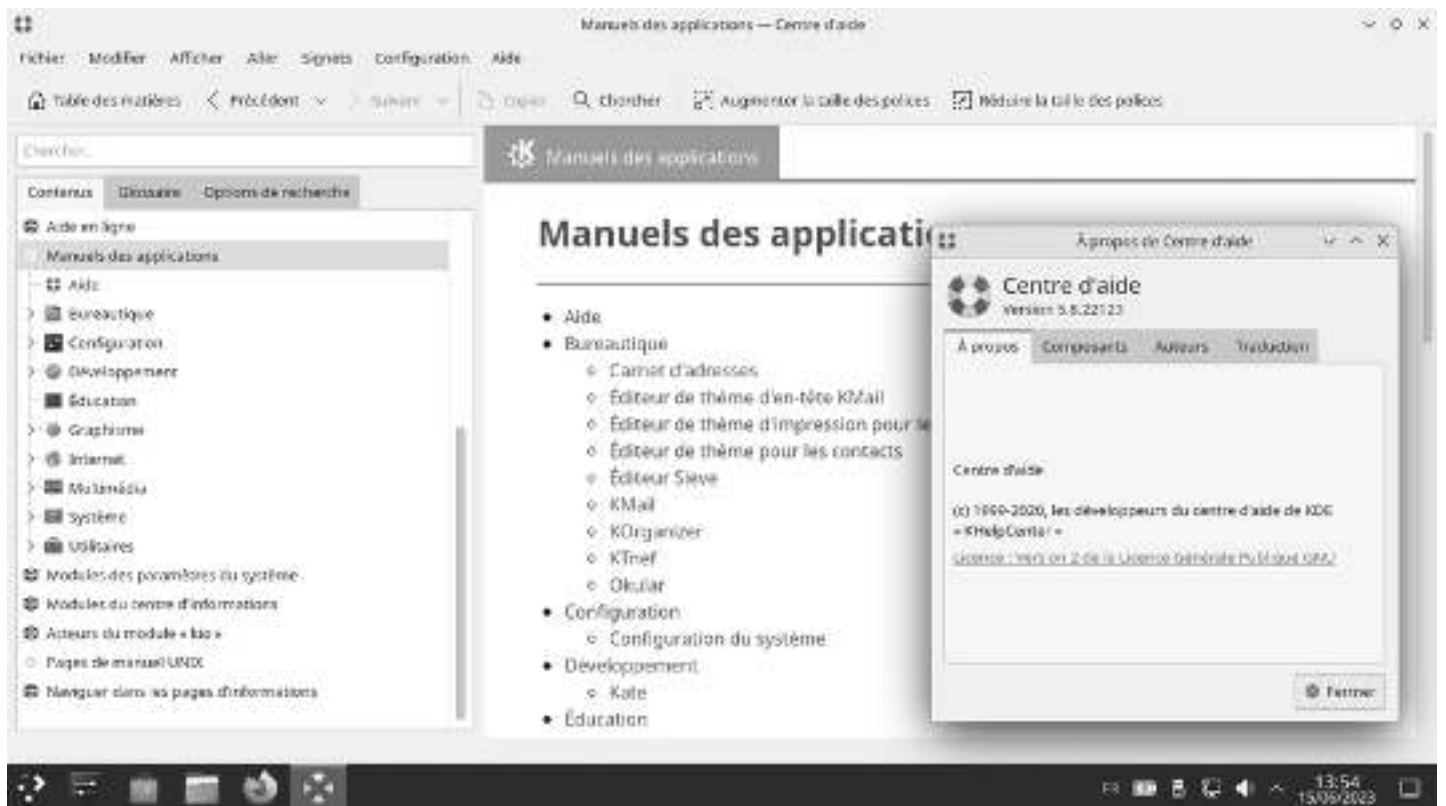 Manuels des applications — Centre d'aide
Fichier Modifier Afficher Aller Signets Configuration Aide
Table des matières Précédent Suivant Copier Chercher Augmenter la taille des polices Réduire la taille des polices
Chercher...
Contenus Glossaire Options de recherche
Aide en ligne
Manuels des applications
Aide
Bureautique
Configuration
Développement
Éducation
Graphisme
Internet
Multimédia
Système
Utilitaires
Modules des paramètres du système
Modules du centre d'informations
Acteurs du module « kio »
Pages de manuel UNIX
Naviguer dans les pages d'informations
Manuels des applications
Manuels des applicati
Aide
Bureautique
Carnet d'adresses
Éditeur de thème d'en-tête KMail
Éditeur de thème d'impression pour le
Éditeur de thème pour les contacts
Éditeur Sieve
KMail
KOrganizer
KTnef
Okular
Configuration
Configuration du système
Développement
Kate
Éducation
À propos de Centre d'aide
Centre d'aide
Version 5.8.22123
À propos Composants Auteurs Traduction
Centre d'aide
(c) 1999-2020, les développeurs du centre d'aide de KDE
« KHelpCenter »
Licence : Version 2 de la Licence Générale Publique GNU
Fermer
FR
13:54
15/06/2023